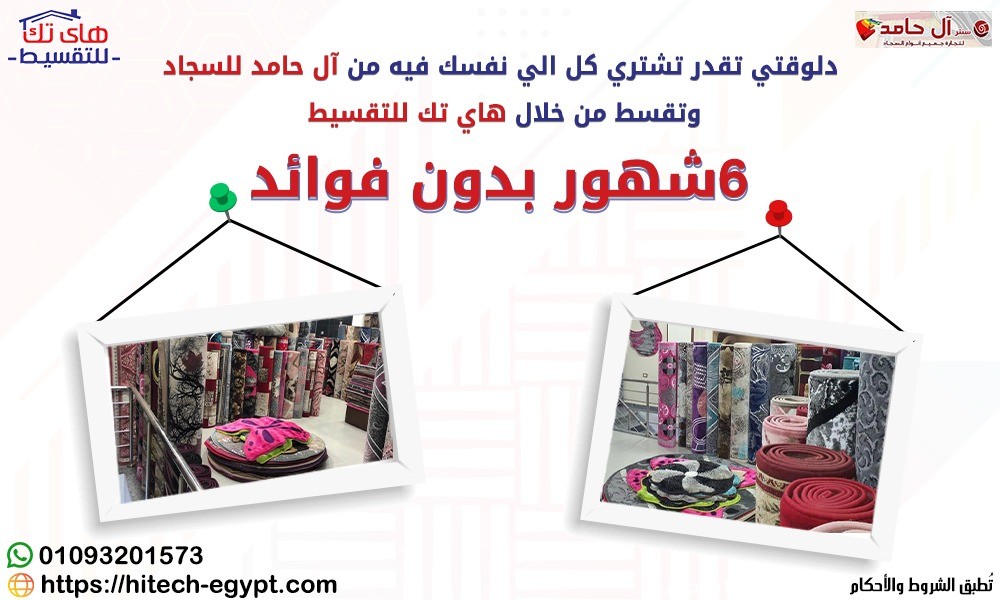 هاى تك
-للتقسيط-
سنتر آل حامد
لتجارة جميع انواع السجاد
دلوقتي تقدر تشتري كل الي نفسك فيه من آل حامد للسجاد
وتقسط من خلال هاي تك للتقسيط
6شهور بدون فوائد
01093201573
https://hitech-egypt.com
تُطبق الشروط والأحكام